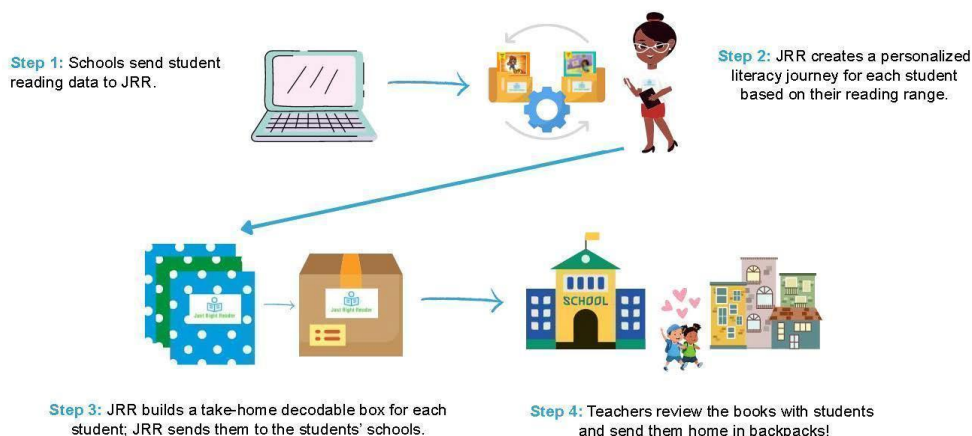 Step 1: Schools send student
reading data to JRR.
Step 2: JRR creates a personalized
literacy journey for each student
based on their reading range.
Just Right Reader
Just Right Reader
SCHOOL
Step 3: JRR builds a take-home decodable box for each
student; JRR sends them to the students' schools.
Step 4: Teachers review the books with students
and send them home in backpacks!